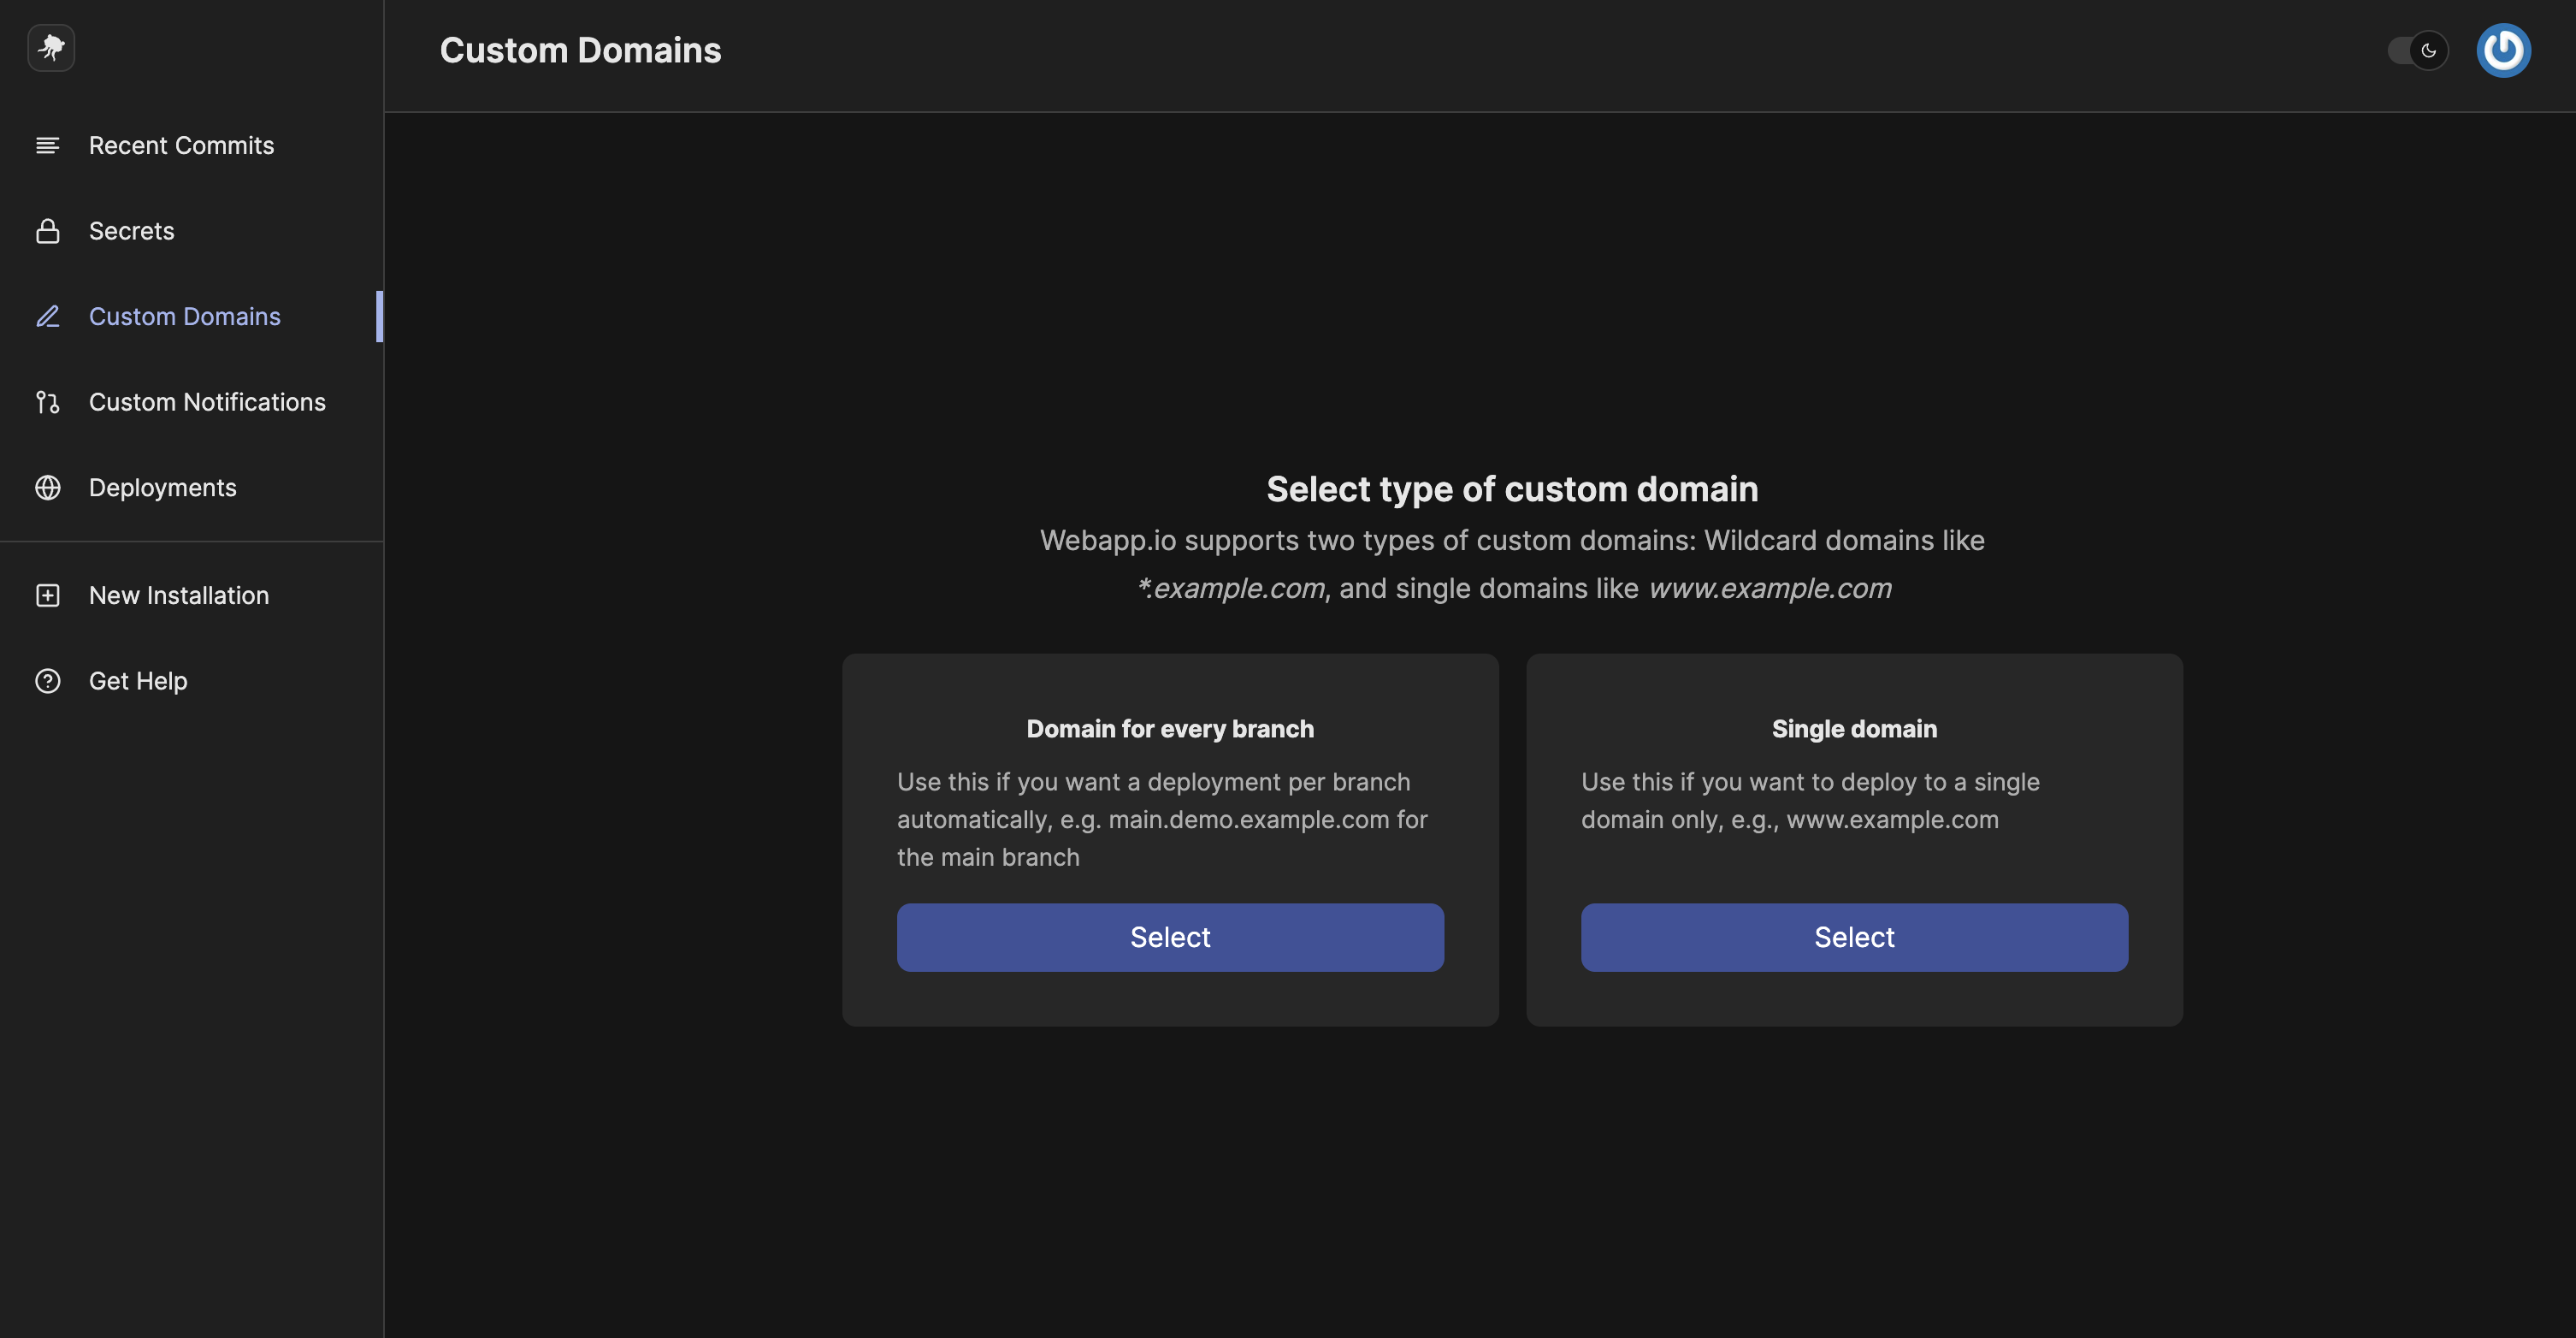 Custom Domains
Recent Commits
Secrets
Custom Domains
Custom Notifications
Deployments
New Installation
Get Help
Select type of custom domain
Webapp.io supports two types of custom domains: Wildcard domains like
*.example.com, and single domains like www.example.com
Domain for every branch
Use this if you want a deployment per branch
automatically, e.g. main.demo.example.com for
the main branch
Select
Single domain
Use this if you want to deploy to a single
domain only, e.g., www.example.com
Select